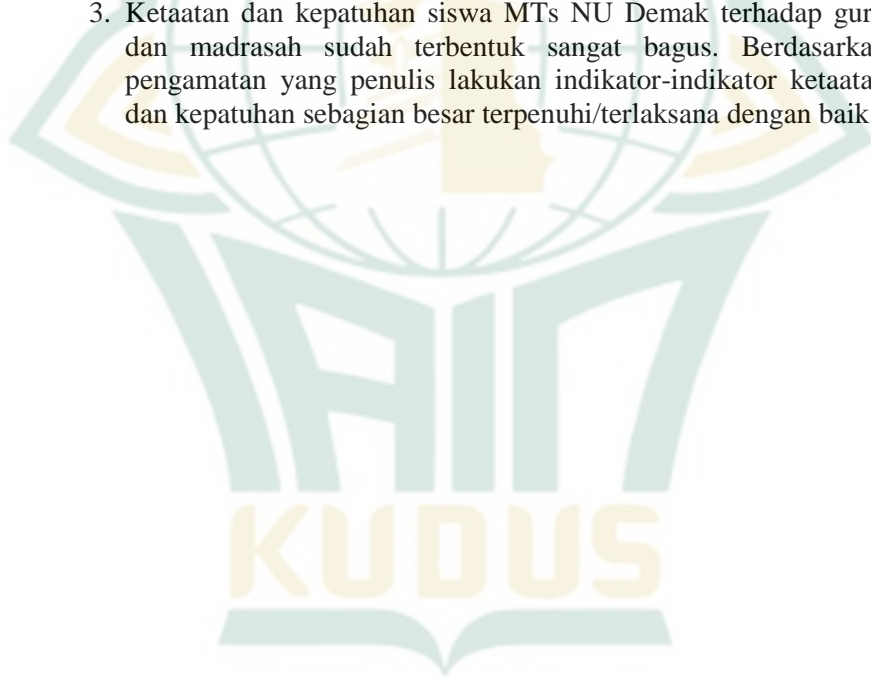 3. Ketaatan dan kepatuhan siswa MTs NU Demak terhadap gur
dan madrasah sudah terbentuk sangat bagus. Berdasarka
pengamatan yang penulis lakukan indikator-indikator ketaata
dan kepatuhan sebagian besar terpenuhi/terlaksana dengan baik
IAIN
KUDUS